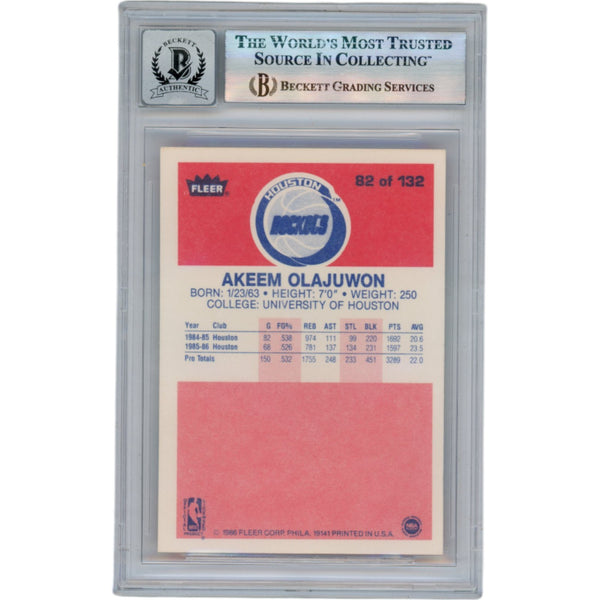 BECKETT
B
AUTHENTIC
THE WORLD'S MOST TRUSTED
SOURCE IN COLLECTING™
B BECKETT GRADING SERVICES
FLEER
82 of 132
HOUSTON
ROCKETS
AKEEM OLAJUWON
BORN: 1/23/63 • HEIGHT: 7'0" • WEIGHT: 250
COLLEGE: UNIVERSITY OF HOUSTON
Year Club G FG% REB AST STL BLK PTS AVG
1984-85 Houston 82 .538 974 111 99 220 1692 20.6
1985-86 Houston 68 .526 781 137 134 231 1597 23.5
Pro Totals 150 .532 1755 248 233 451 3289 22.0
NBA
© 1986 FLEER CORP. PHILA. 19141 PRINTED IN U.S.A.